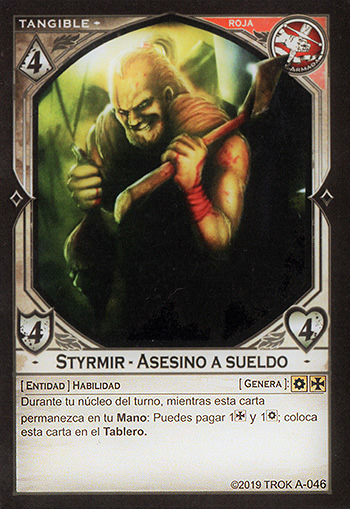 TANGIBLE
ROJA
4
ARMADA
4
4
STYRMIR - ASESINO A SUELDO
[ ENTIDAD ] HABILIDAD [ GENERA ]:
Durante tu núcleo del turno, mientras esta carta
permanezca en tu Mano: Puedes pagar 1 y 1; coloca
esta carta en el Tablero.
©2019 TROK A-046